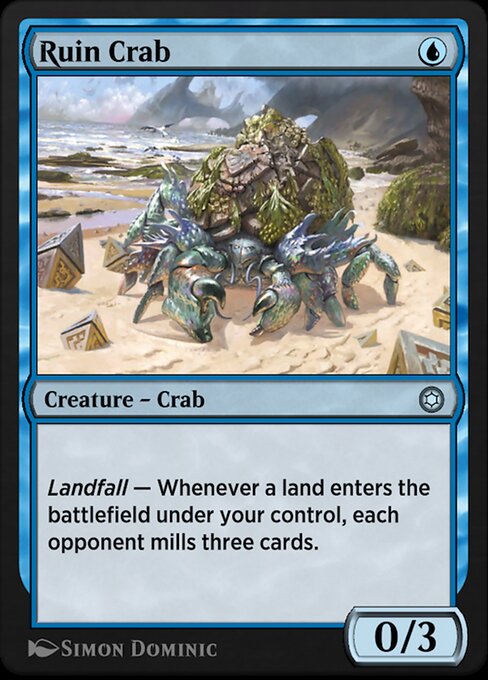 Ruin Crab
Creature – Crab
Landfall — Whenever a land enters the
battlefield under your control, each
opponent mills three cards.
0/3
SIMON DOMINIC